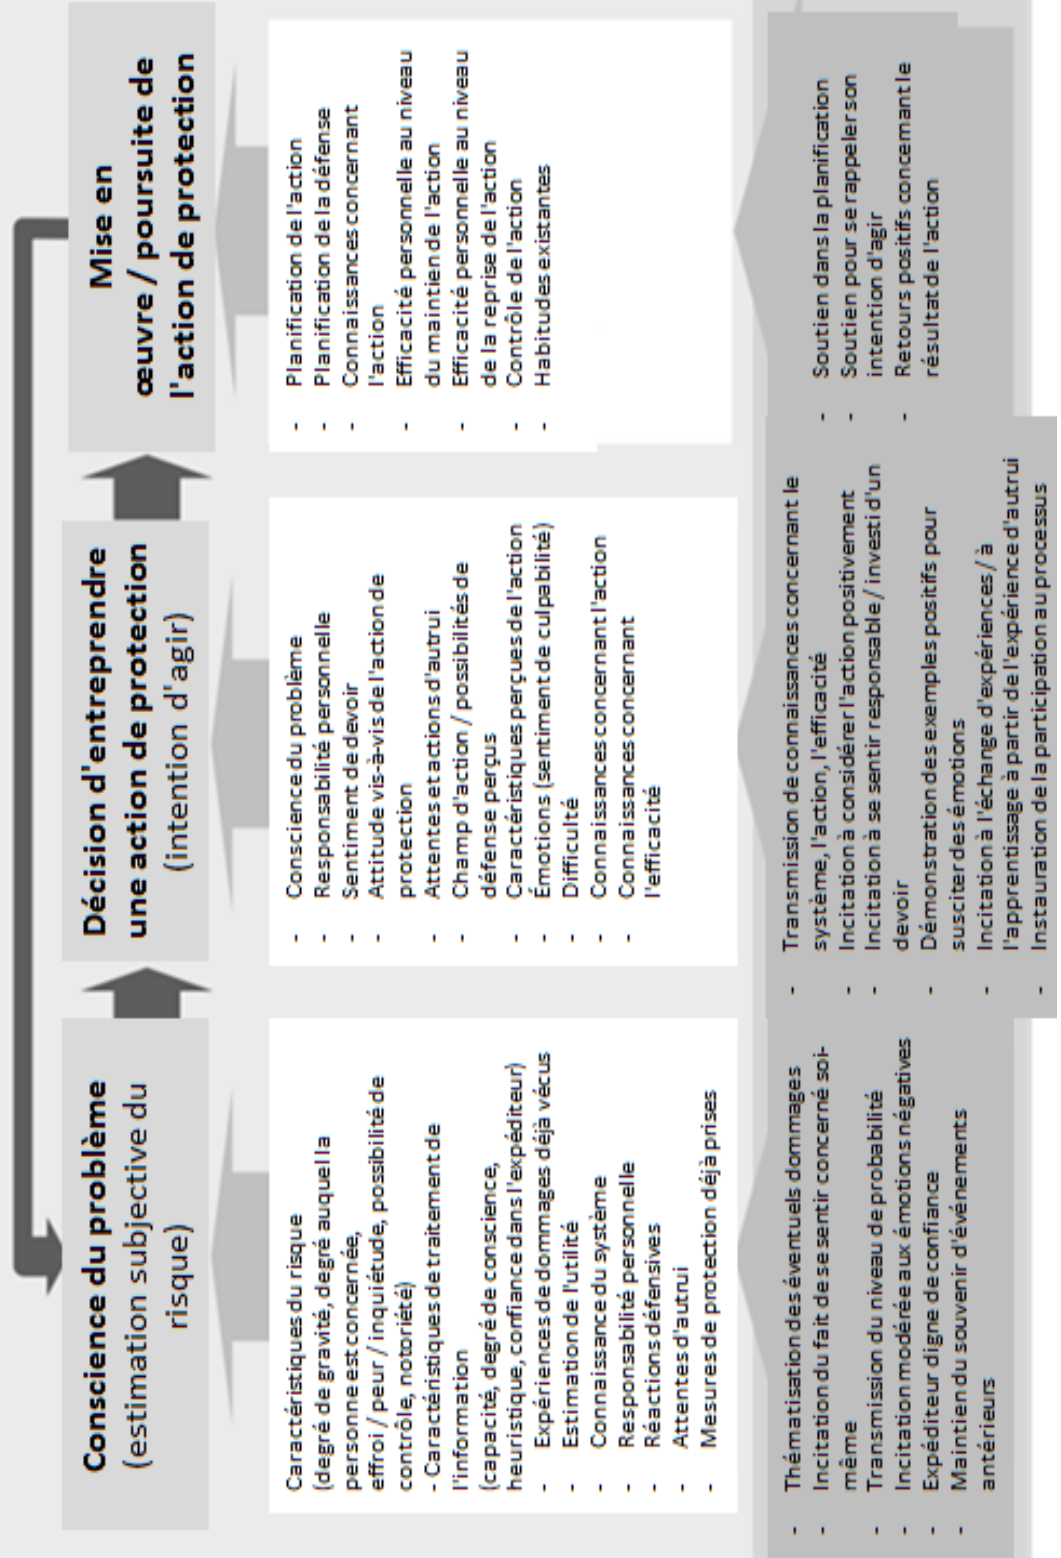 Conscience du problème
(estimation subjective du
risque)
Décision d'entreprendre
une action de protection
(intention d'agir)
Mise en
œuvre / poursuite de
l'action de protection
Caractéristiques du risque
(degré de gravité, degré auquel la
personne est concernée,
effroi / peur / inquiétude, possibilité de
contrôle, notoriété)
- Caractéristiques de traitement de
l'information
(capacité, degré de conscience,
heuristique, confiance dans l'expéditeur)
- Expériences de dommages déjà vécus
- Estimation de l'utilité
- Connaissance du système
- Responsabilité personnelle
- Réactions défensives
- Attentes d'autrui
- Mesures de protection déjà prises
- Conscience du problème
- Responsabilité personnelle
- Sentiment de devoir
- Attitude vis-à-vis de l'action de
protection
- Attentes et actions d'autrui
- Champ d'action / possibilités de
défense perçus
- Caractéristiques perçues de l'action
- Émotions (sentiment de culpabilité)
- Difficulté
- Connaissances concernant l'action
- Connaissances concernant
l'efficacité
- Planification de l'action
- Planification de la défense
- Connaissances concernant
l'action
- Efficacité personnelle au niveau
du maintien de l'action
- Efficacité personnelle au niveau
de la reprise de l'action
- Contrôle de l'action
- Habitudes existantes
- Thématisation des éventuels dommages
- Incitation du fait de se sentir concerné soi-
même
- Transmission du niveau de probabilité
- Incitation modérée aux émotions négatives
- Expéditeur digne de confiance
- Maintien du souvenir d'événements
antérieurs
- Transmission de connaissances concernant le
système, l'action, l'efficacité
- Incitation à considérer l'action positivement
- Incitation à se sentir responsable / investi d'un
devoir
- Démonstration des exemples positifs pour
susciter des émotions
- Incitation à l'échange d'expériences / à
l'apprentissage à partir de l'expérience d'autrui
- Instauration de la participation au processus
- Soutien dans la planification
- Soutien pour se rappeler son
intention d'agir
- Retours positifs concernant le
résultat de l'action